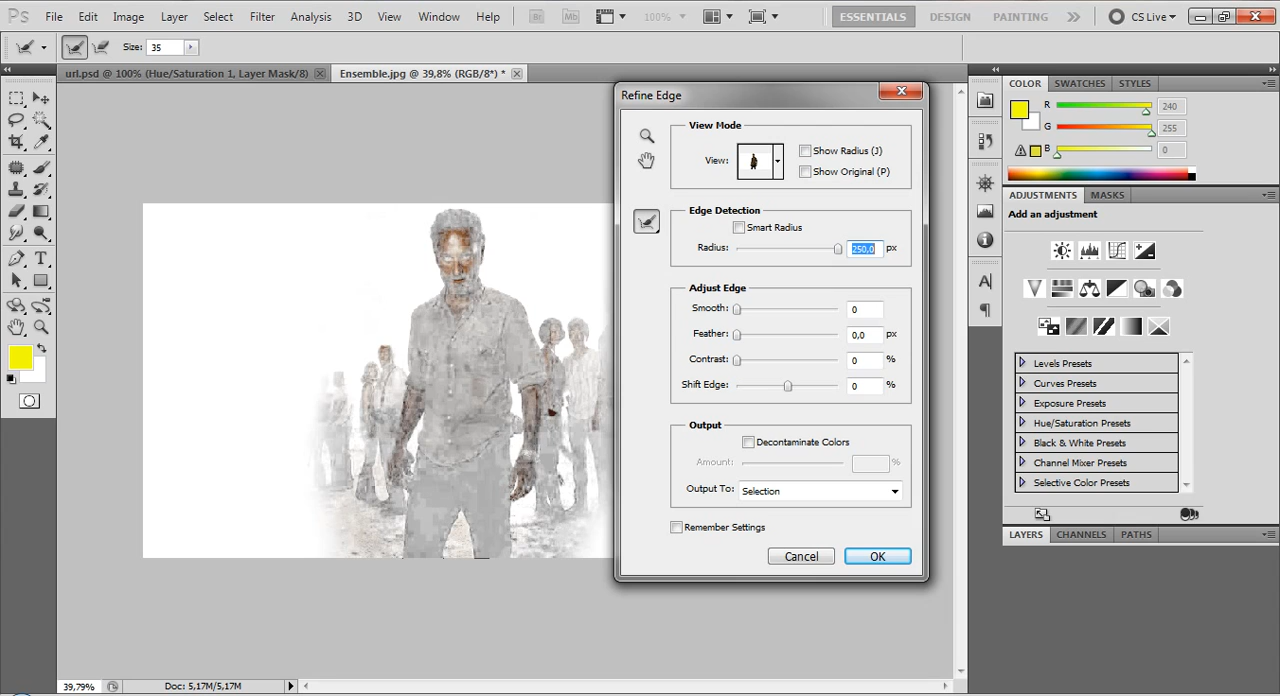 Ps File Edit Image Layer Select Filter Analysis 3D View Window Help Br Mb 100% ESSENTIALS DESIGN PAINTING CS Live
Size: 35
url.psd @ 100% (Hue/Saturation 1, Layer Mask/8) Ensemble.jpg @ 39,8% (RGB/8*) *
Refine Edge
View Mode
View:
Show Radius (J)
Show Original (P)
Edge Detection
Smart Radius
Radius: 250,0 px
Adjust Edge
Smooth: 0
Feather: 0,0 px
Contrast: 0 %
Shift Edge: 0 %
Output
Decontaminate Colors
Amount: %
Output To: Selection
Remember Settings
Cancel OK
COLOR SWATCHES STYLES
R 240
G 255
B 0
ADJUSTMENTS MASKS
Add an adjustment
Levels Presets
Curves Presets
Exposure Presets
Hue/Saturation Presets
Black & White Presets
Channel Mixer Presets
Selective Color Presets
LAYERS CHANNELS PATHS
39,79% Doc: 5,17M/5,17M